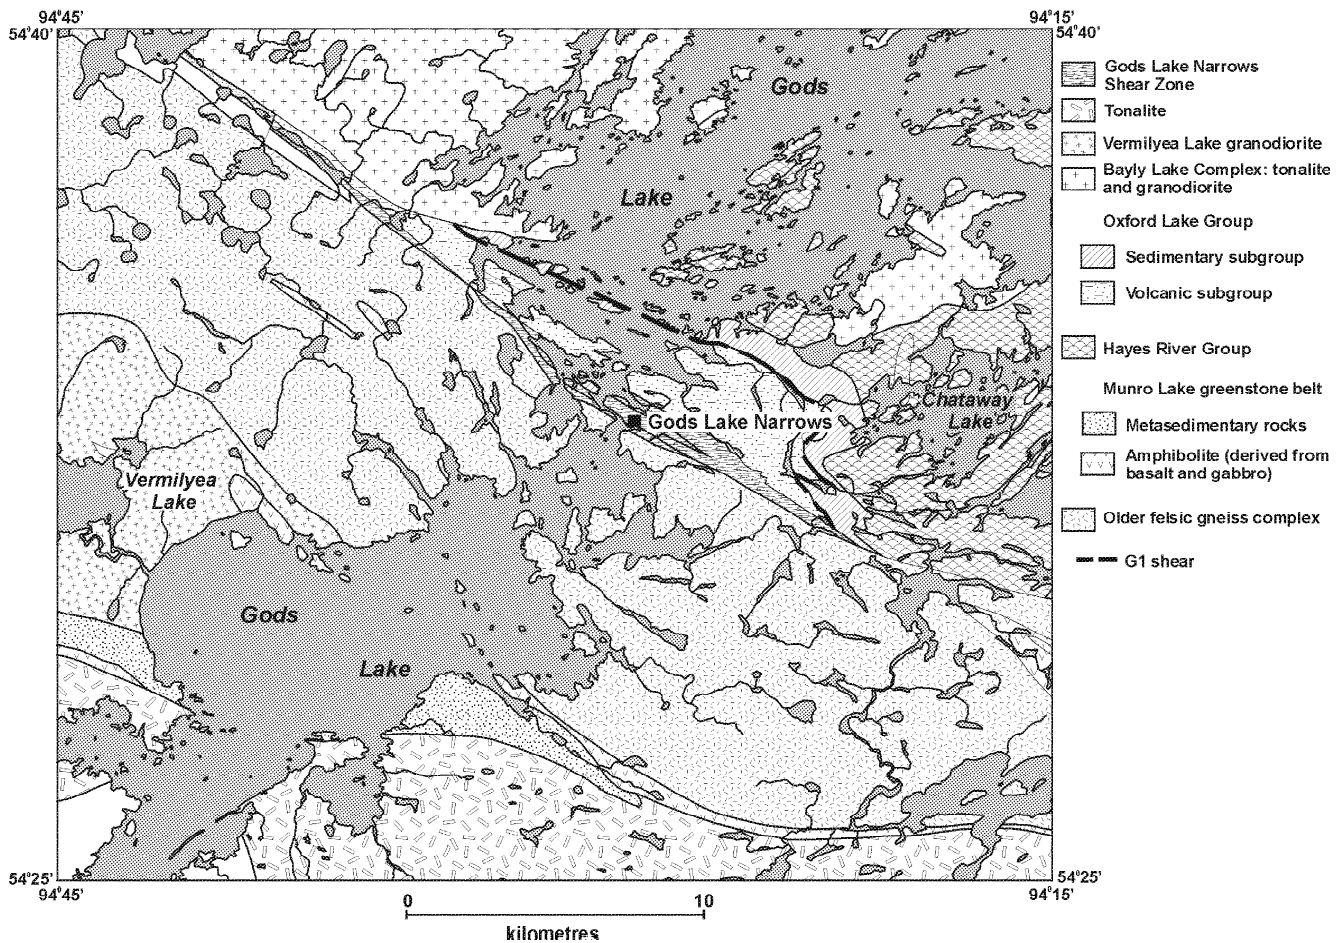 94°45'
94°15'
54°40'
54°40'
Gods
Lake
Gods Lake Narrows
Chataway
Lake
Vermilyea
Lake
Gods
Lake
54°25'
54°25'
94°45'
94°15'
0
10
kilometres
Gods Lake Narrows
Shear Zone
Tonalite
Vermilyea Lake granodiorite
Bayly Lake Complex: tonalite
and granodiorite
Oxford Lake Group
Sedimentary subgroup
Volcanic subgroup
Hayes River Group
Munro Lake greenstone belt
Metasedimentary rocks
Amphibolite (derived from
basalt and gabbro)
Older felsic gneiss complex
G1 shear